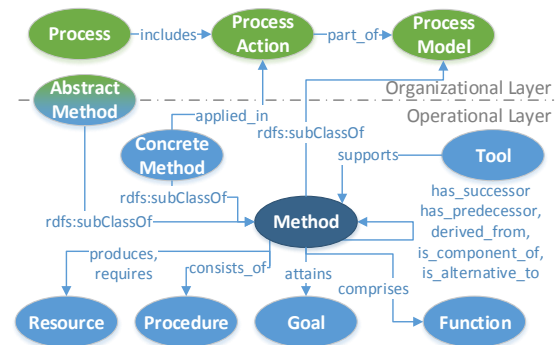 Process
includes
Process
Action
part_of
Process
Model
Organizational Layer
Operational Layer
Abstract
Method
applied_in
rdfs:subClassOf
Concrete
Method
supports
Tool
rdfs:subClassOf
rdfs:subClassOf
Method
has_successor
has_predecessor,
derived_from,
is_component_of,
is_alternative_to
produces,
requires
consists_of
attains
comprises
Resource
Procedure
Goal
Function